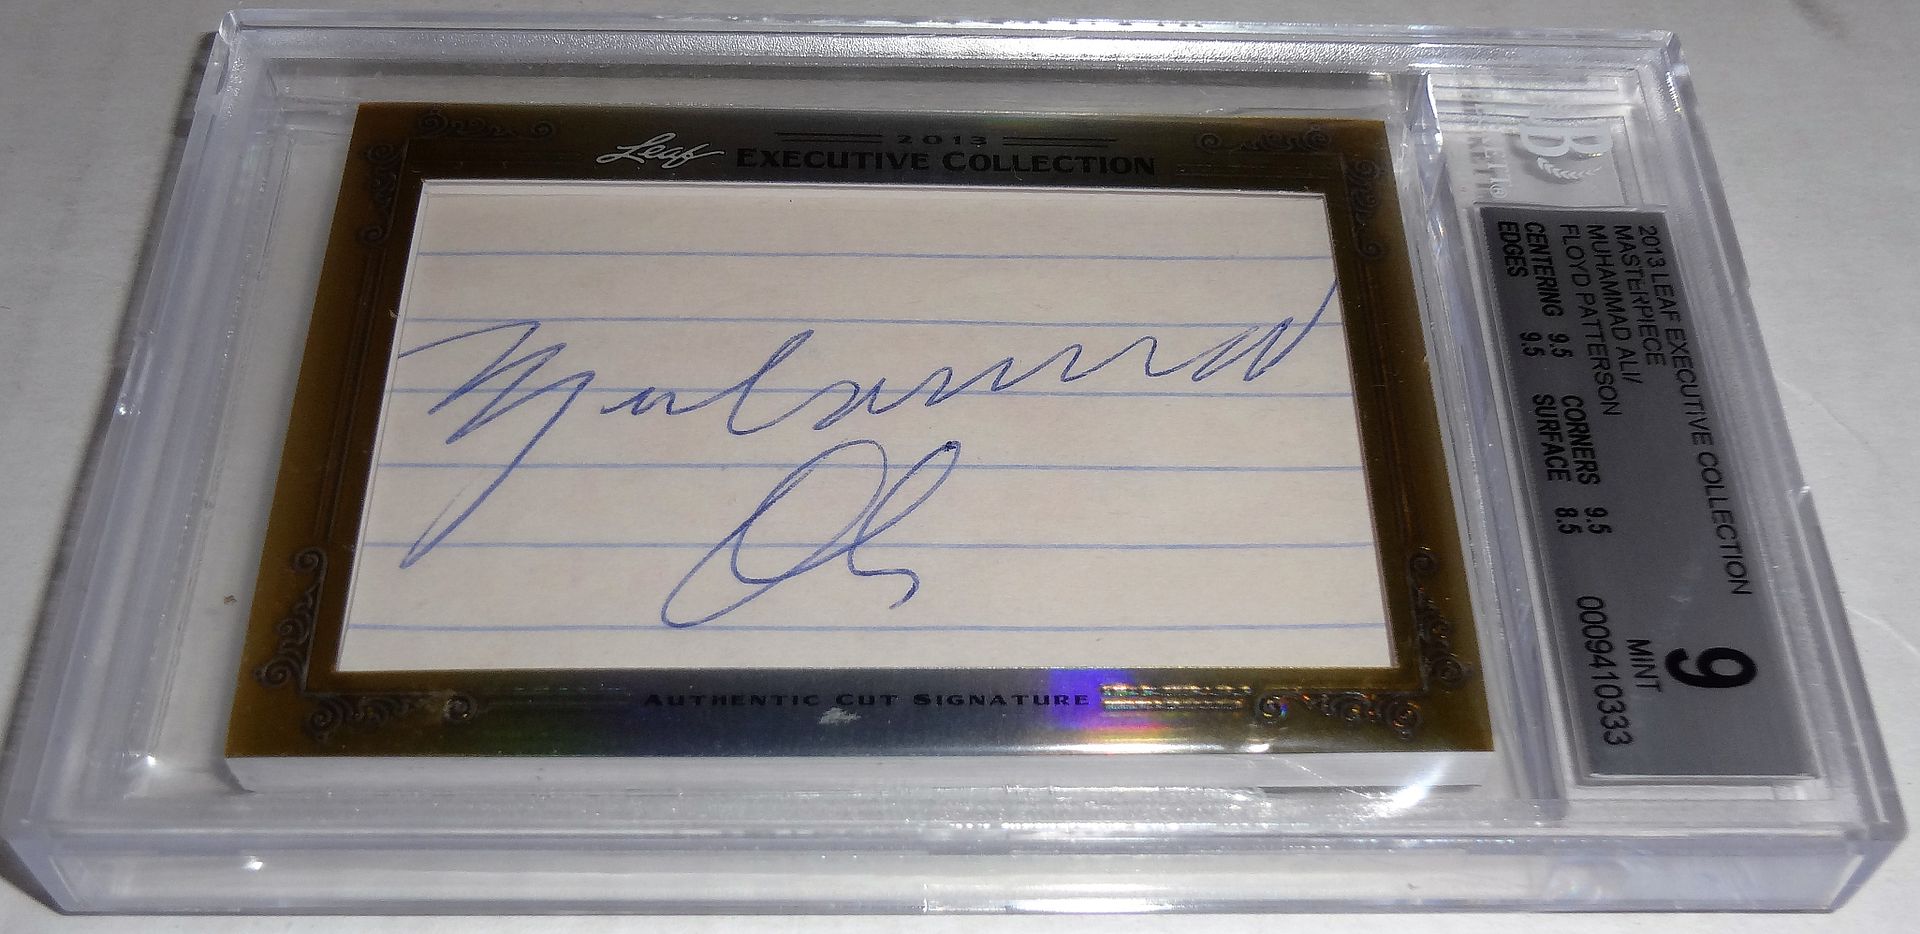 2013
Leaf EXECUTIVE COLLECTION
Muhammad
Ali
AUTHENTIC CUT SIGNATURE
B
2013 LEAF EXECUTIVE COLLECTION
MASTERPIECE
MUHAMMAD ALI/
FLOYD PATTERSON
CENTERING 9.5 CORNERS 9.5
EDGES 9.5 SURFACE 8.5
9
MINT
0009410333